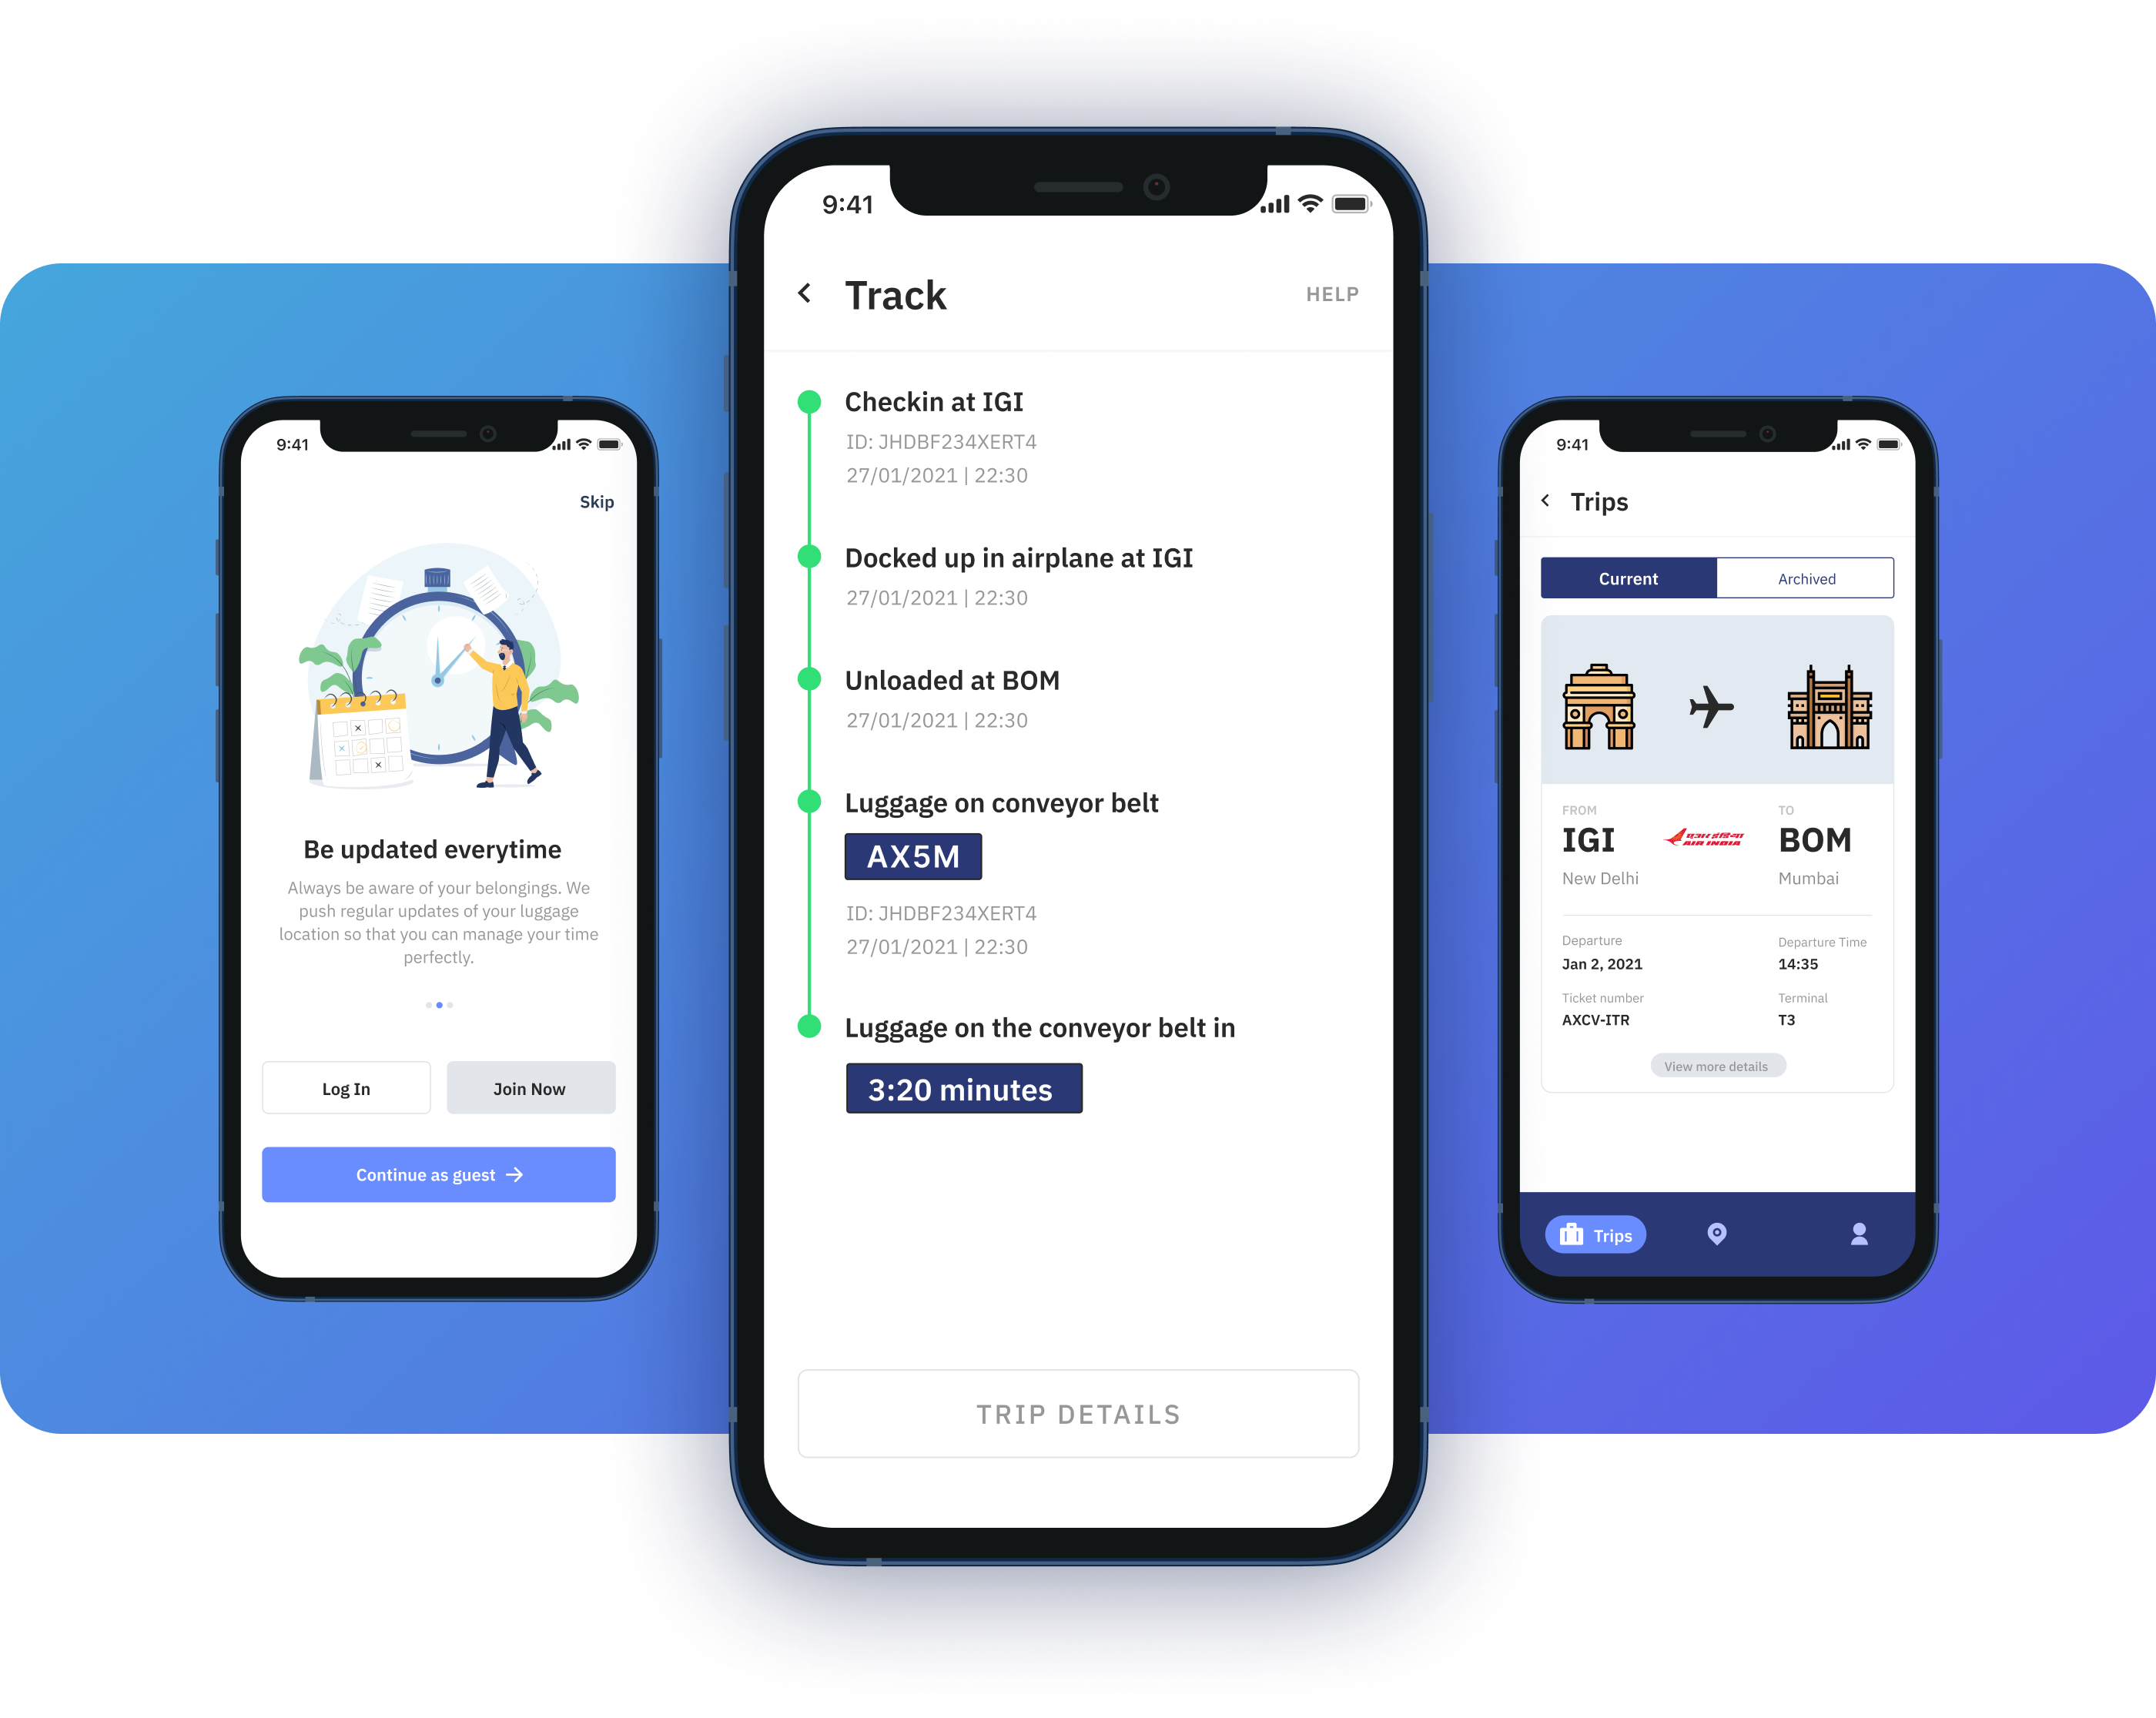 9:41
Skip
Be updated everytime
Always be aware of your belongings. We
push regular updates of your luggage
location so that you can manage your time
perfectly.
Log In
Join Now
Continue as guest
9:41
Track
HELP
Checkin at IGI
ID: JHDBF234XERT4
27/01/2021 | 22:30
Docked up in airplane at IGI
27/01/2021 | 22:30
Unloaded at BOM
27/01/2021 | 22:30
Luggage on conveyor belt
AX5M
ID: JHDBF234XERT4
27/01/2021 | 22:30
Luggage on the conveyor belt in
3:20 minutes
TRIP DETAILS
9:41
Trips
Current
Archived
FROM
TO
IGI
एअर इंडिया
AIR INDIA
BOM
New Delhi
Mumbai
Departure
Departure Time
Jan 2, 2021
14:35
Ticket number
Terminal
AXCV-ITR
T3
View more details
Trips